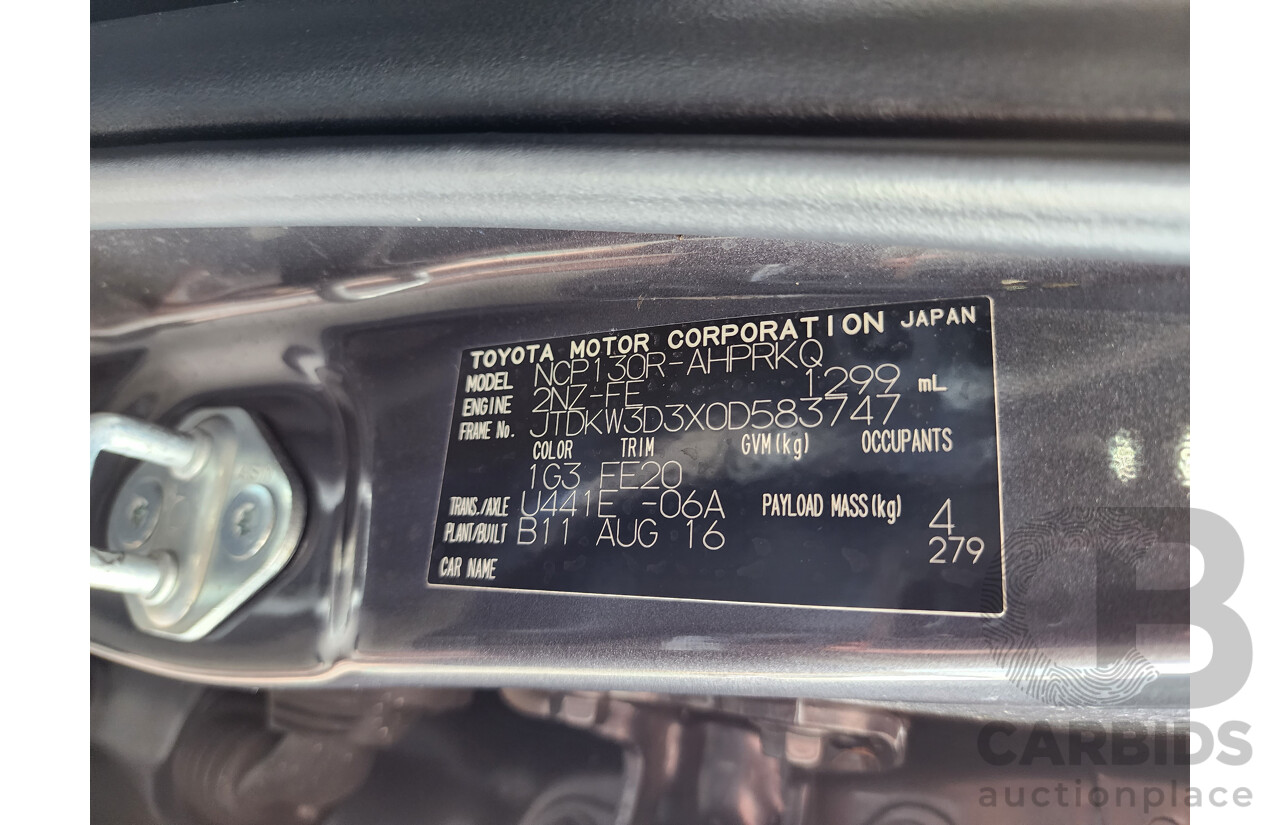 TOYOTA MOTOR CORPORATION JAPAN
MODEL NCP130R-AHPRKQ
ENGINE 2NZ-FE 1299 mL
FRAME No. JTDKW3D3X0D583747
COLOR TRIM GVM(kg) OCCUPANTS
1G3 FE20
TRANS./AXLE U441E -06A PAYLOAD MASS(kg) 4
PLANT/BUILT B11 AUG 16 279
CAR NAME
CB
CARBIDS
auctionplace